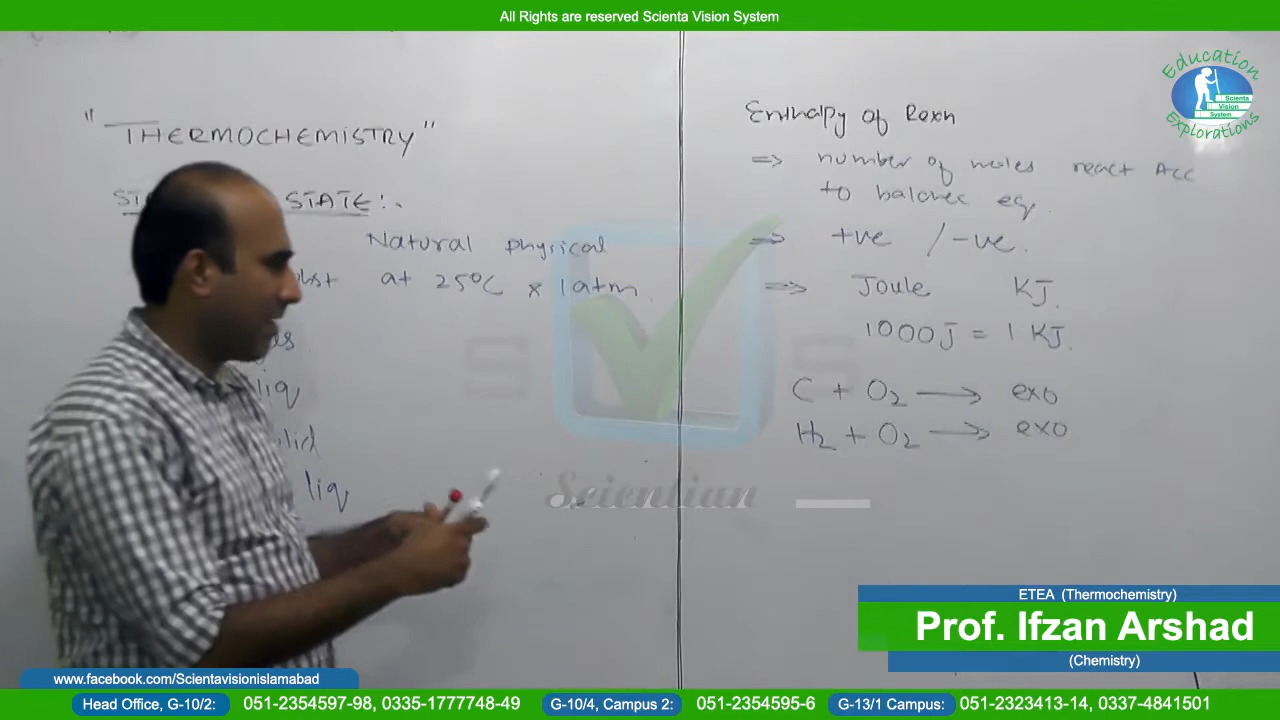 All Rights are reserved Scienta Vision System
Education
Scienta
Vision
System
Explorations
" THERMOCHEMISTRY "
STATE:-
Natural physical
at 25°C & 1atm.
liq
liq
Enthalpy of Rexn
⇒ number of moles react Acc
to balance eq.
⇒ +ve / -ve.
⇒ Joule KJ.
1000J = 1 KJ.
C + O2 → exo
H2 + O2 → exo
S S
Scientian
ETEA (Thermochemistry)
Prof. Ifzan Arshad
(Chemistry)
www.facebook.com/Scientavisionislamabad
Head Office, G-10/2: 051-2354597-98, 0335-1777748-49 G-10/4, Campus 2: 051-2354595-6 G-13/1 Campus: 051-2323413-14, 0337-4841501